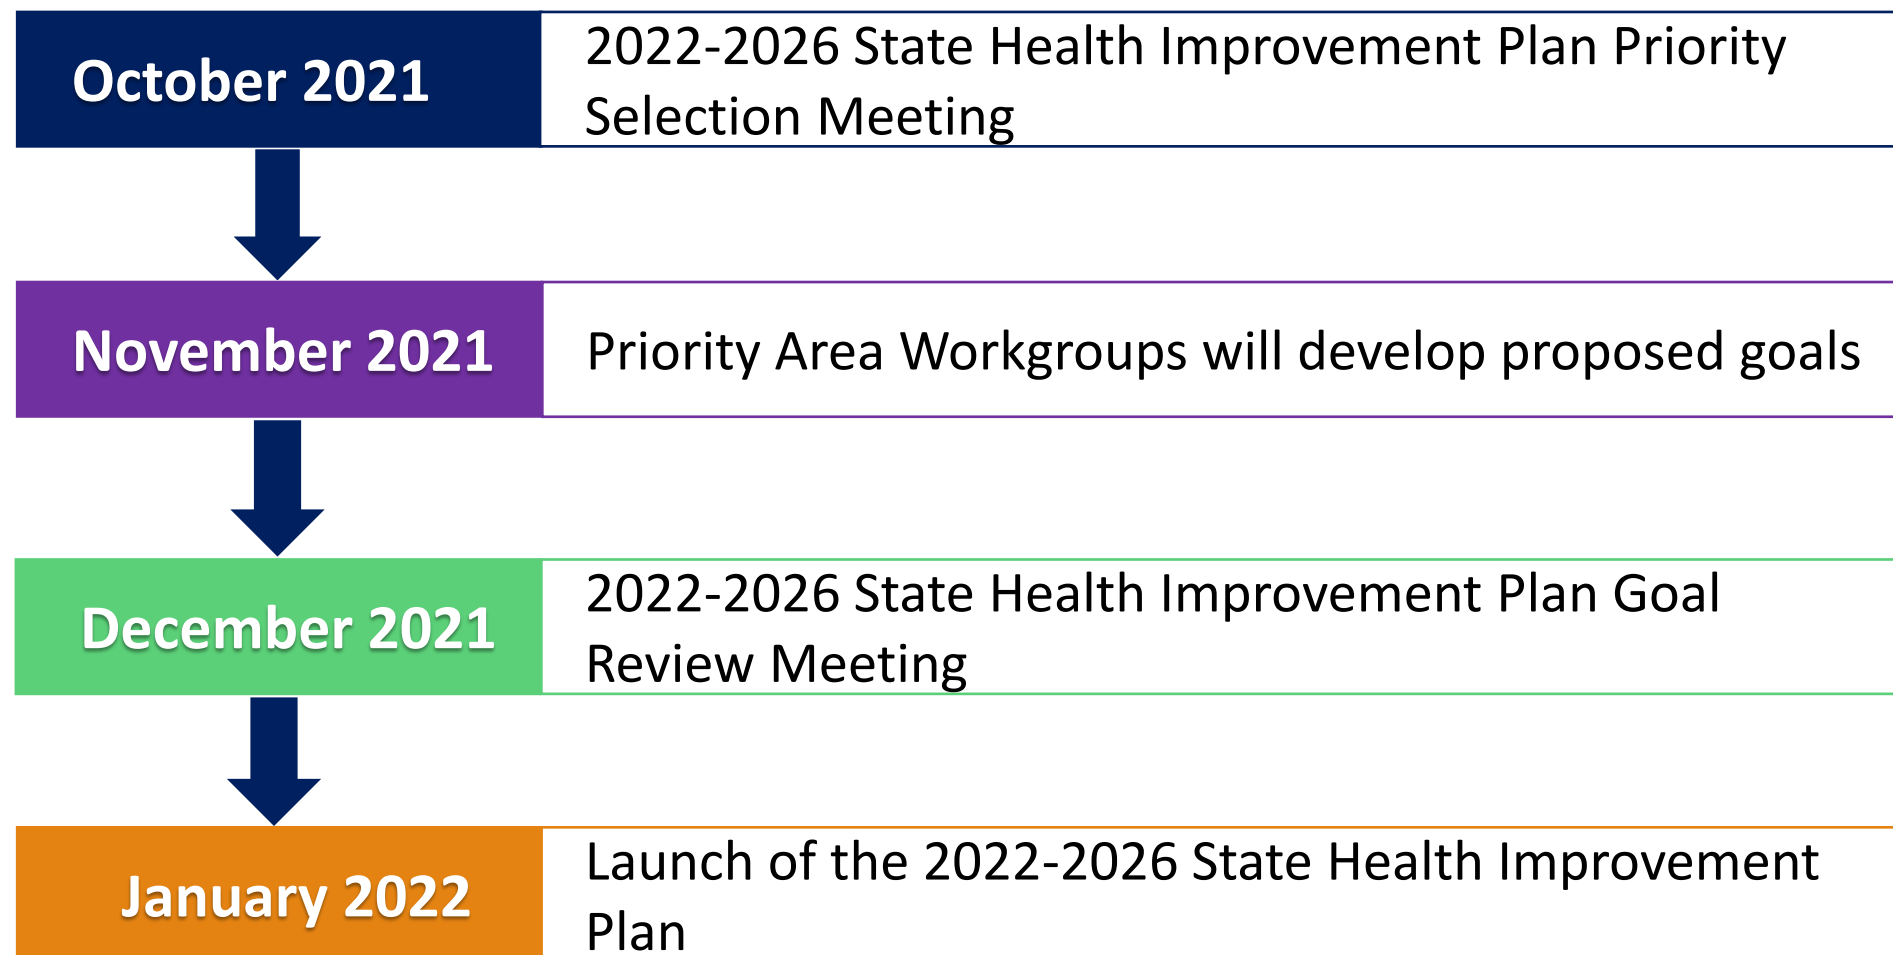 October 2021
2022-2026 State Health Improvement Plan Priority
Selection Meeting
November 2021
Priority Area Workgroups will develop proposed goals
December 2021
2022-2026 State Health Improvement Plan Goal
Review Meeting
January 2022
Launch of the 2022-2026 State Health Improvement
Plan